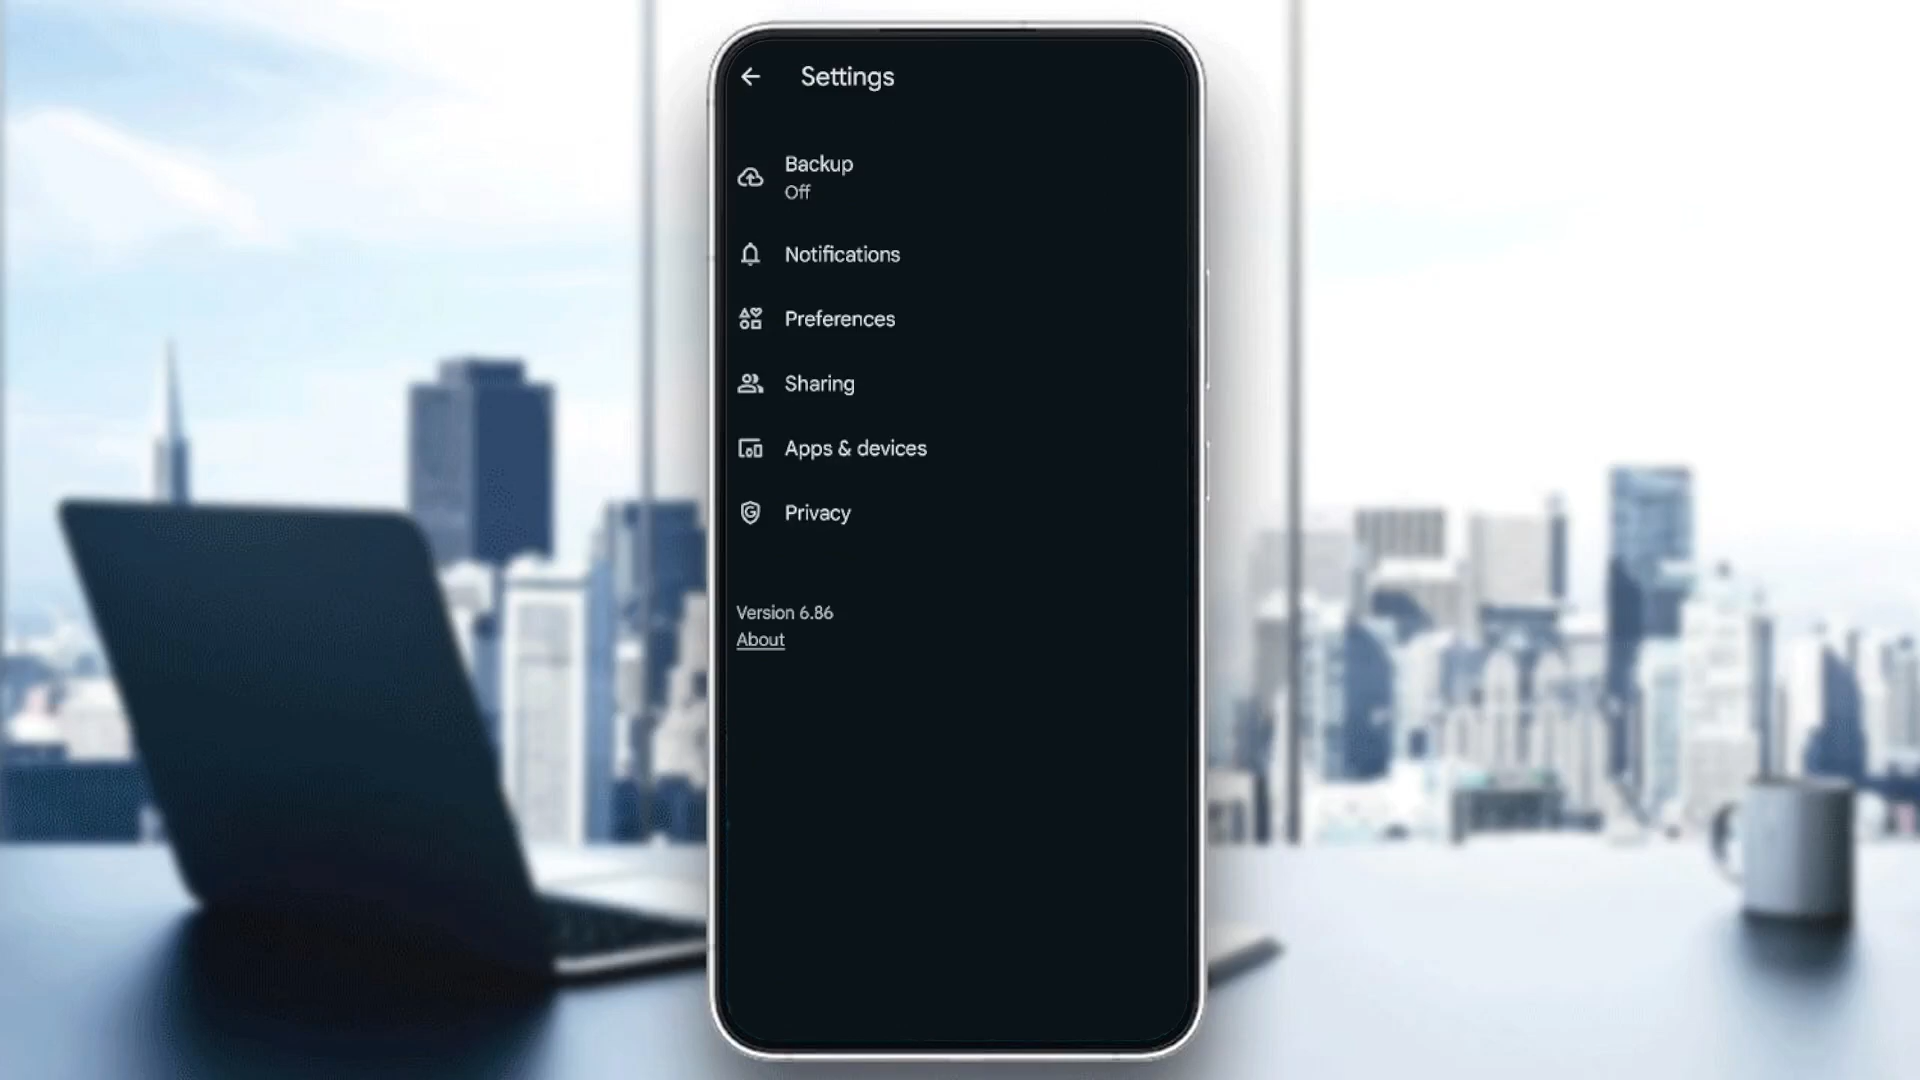 Settings
Backup
Off
Notifications
Preferences
Sharing
Apps & devices
Privacy
Version 6.86
About